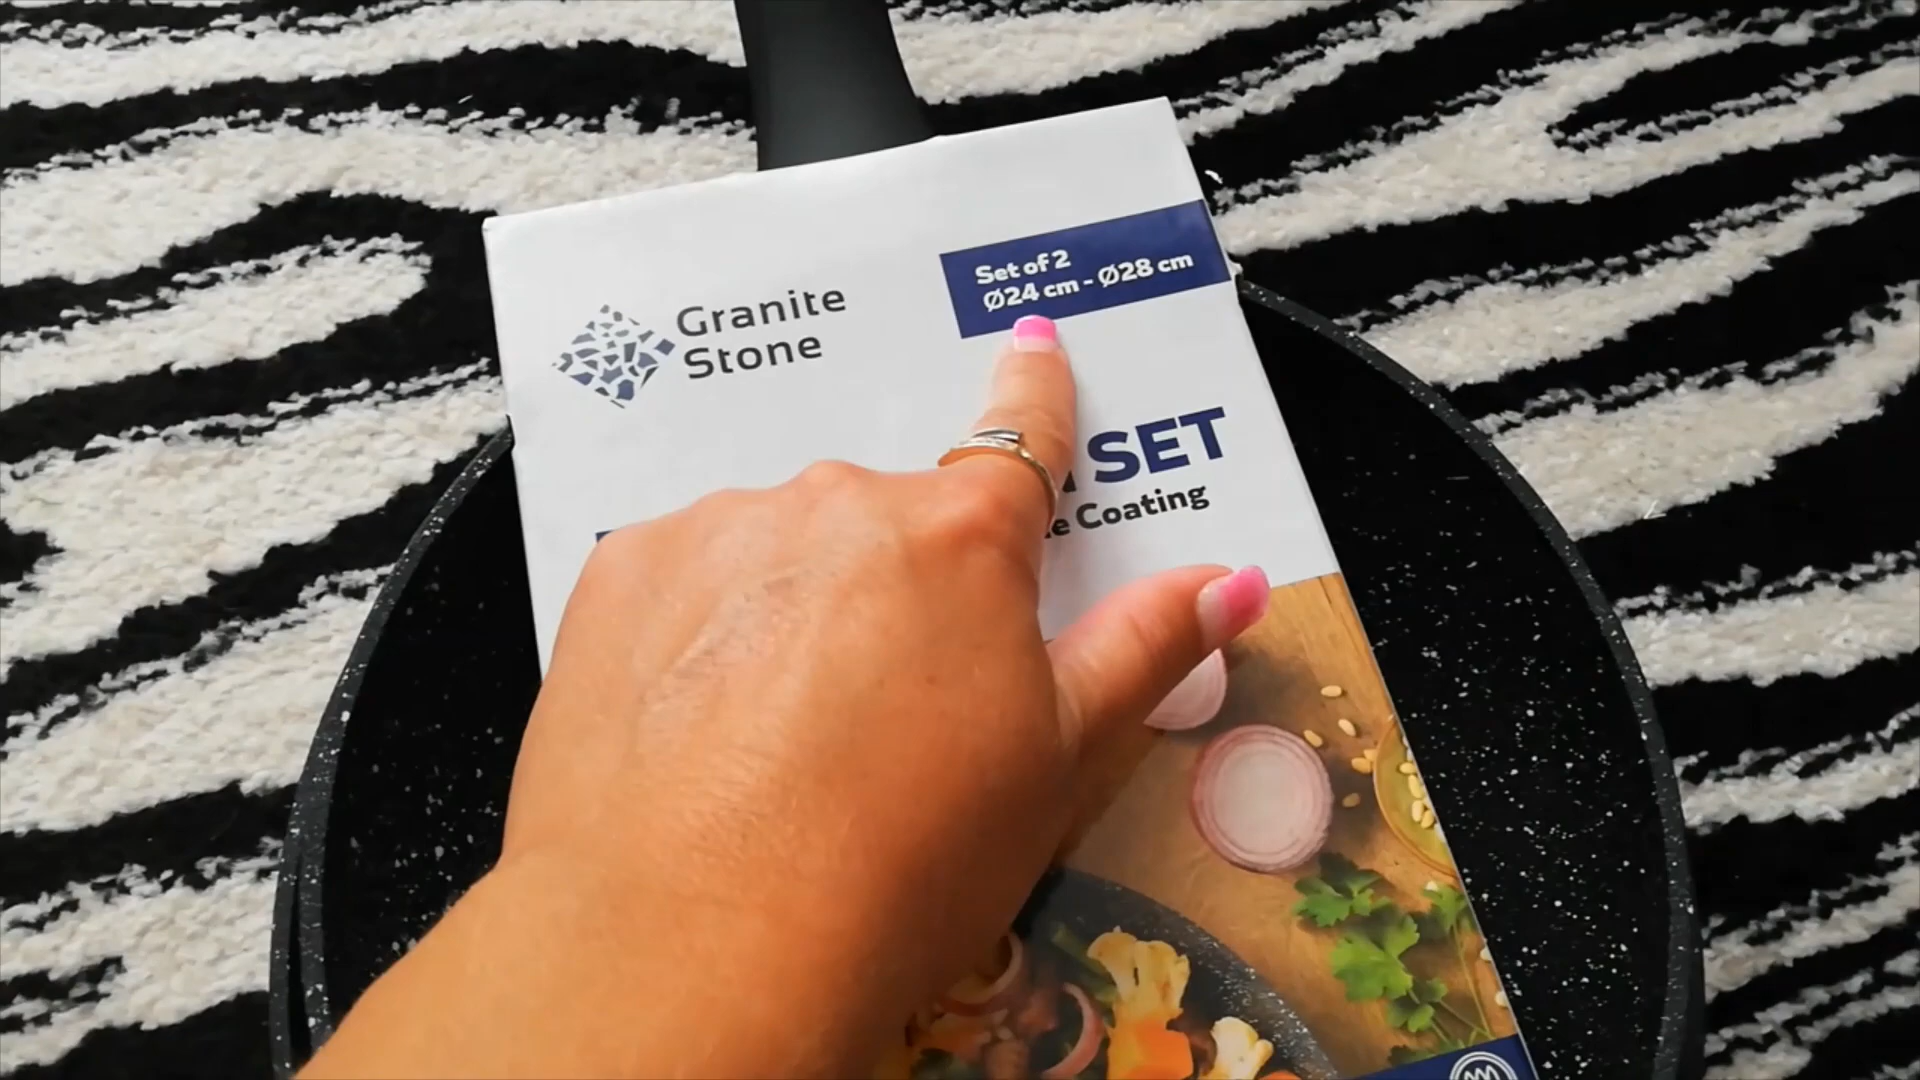 Granite
Stone
Set of 2
Ø24 cm - Ø28 cm
SET
Coating